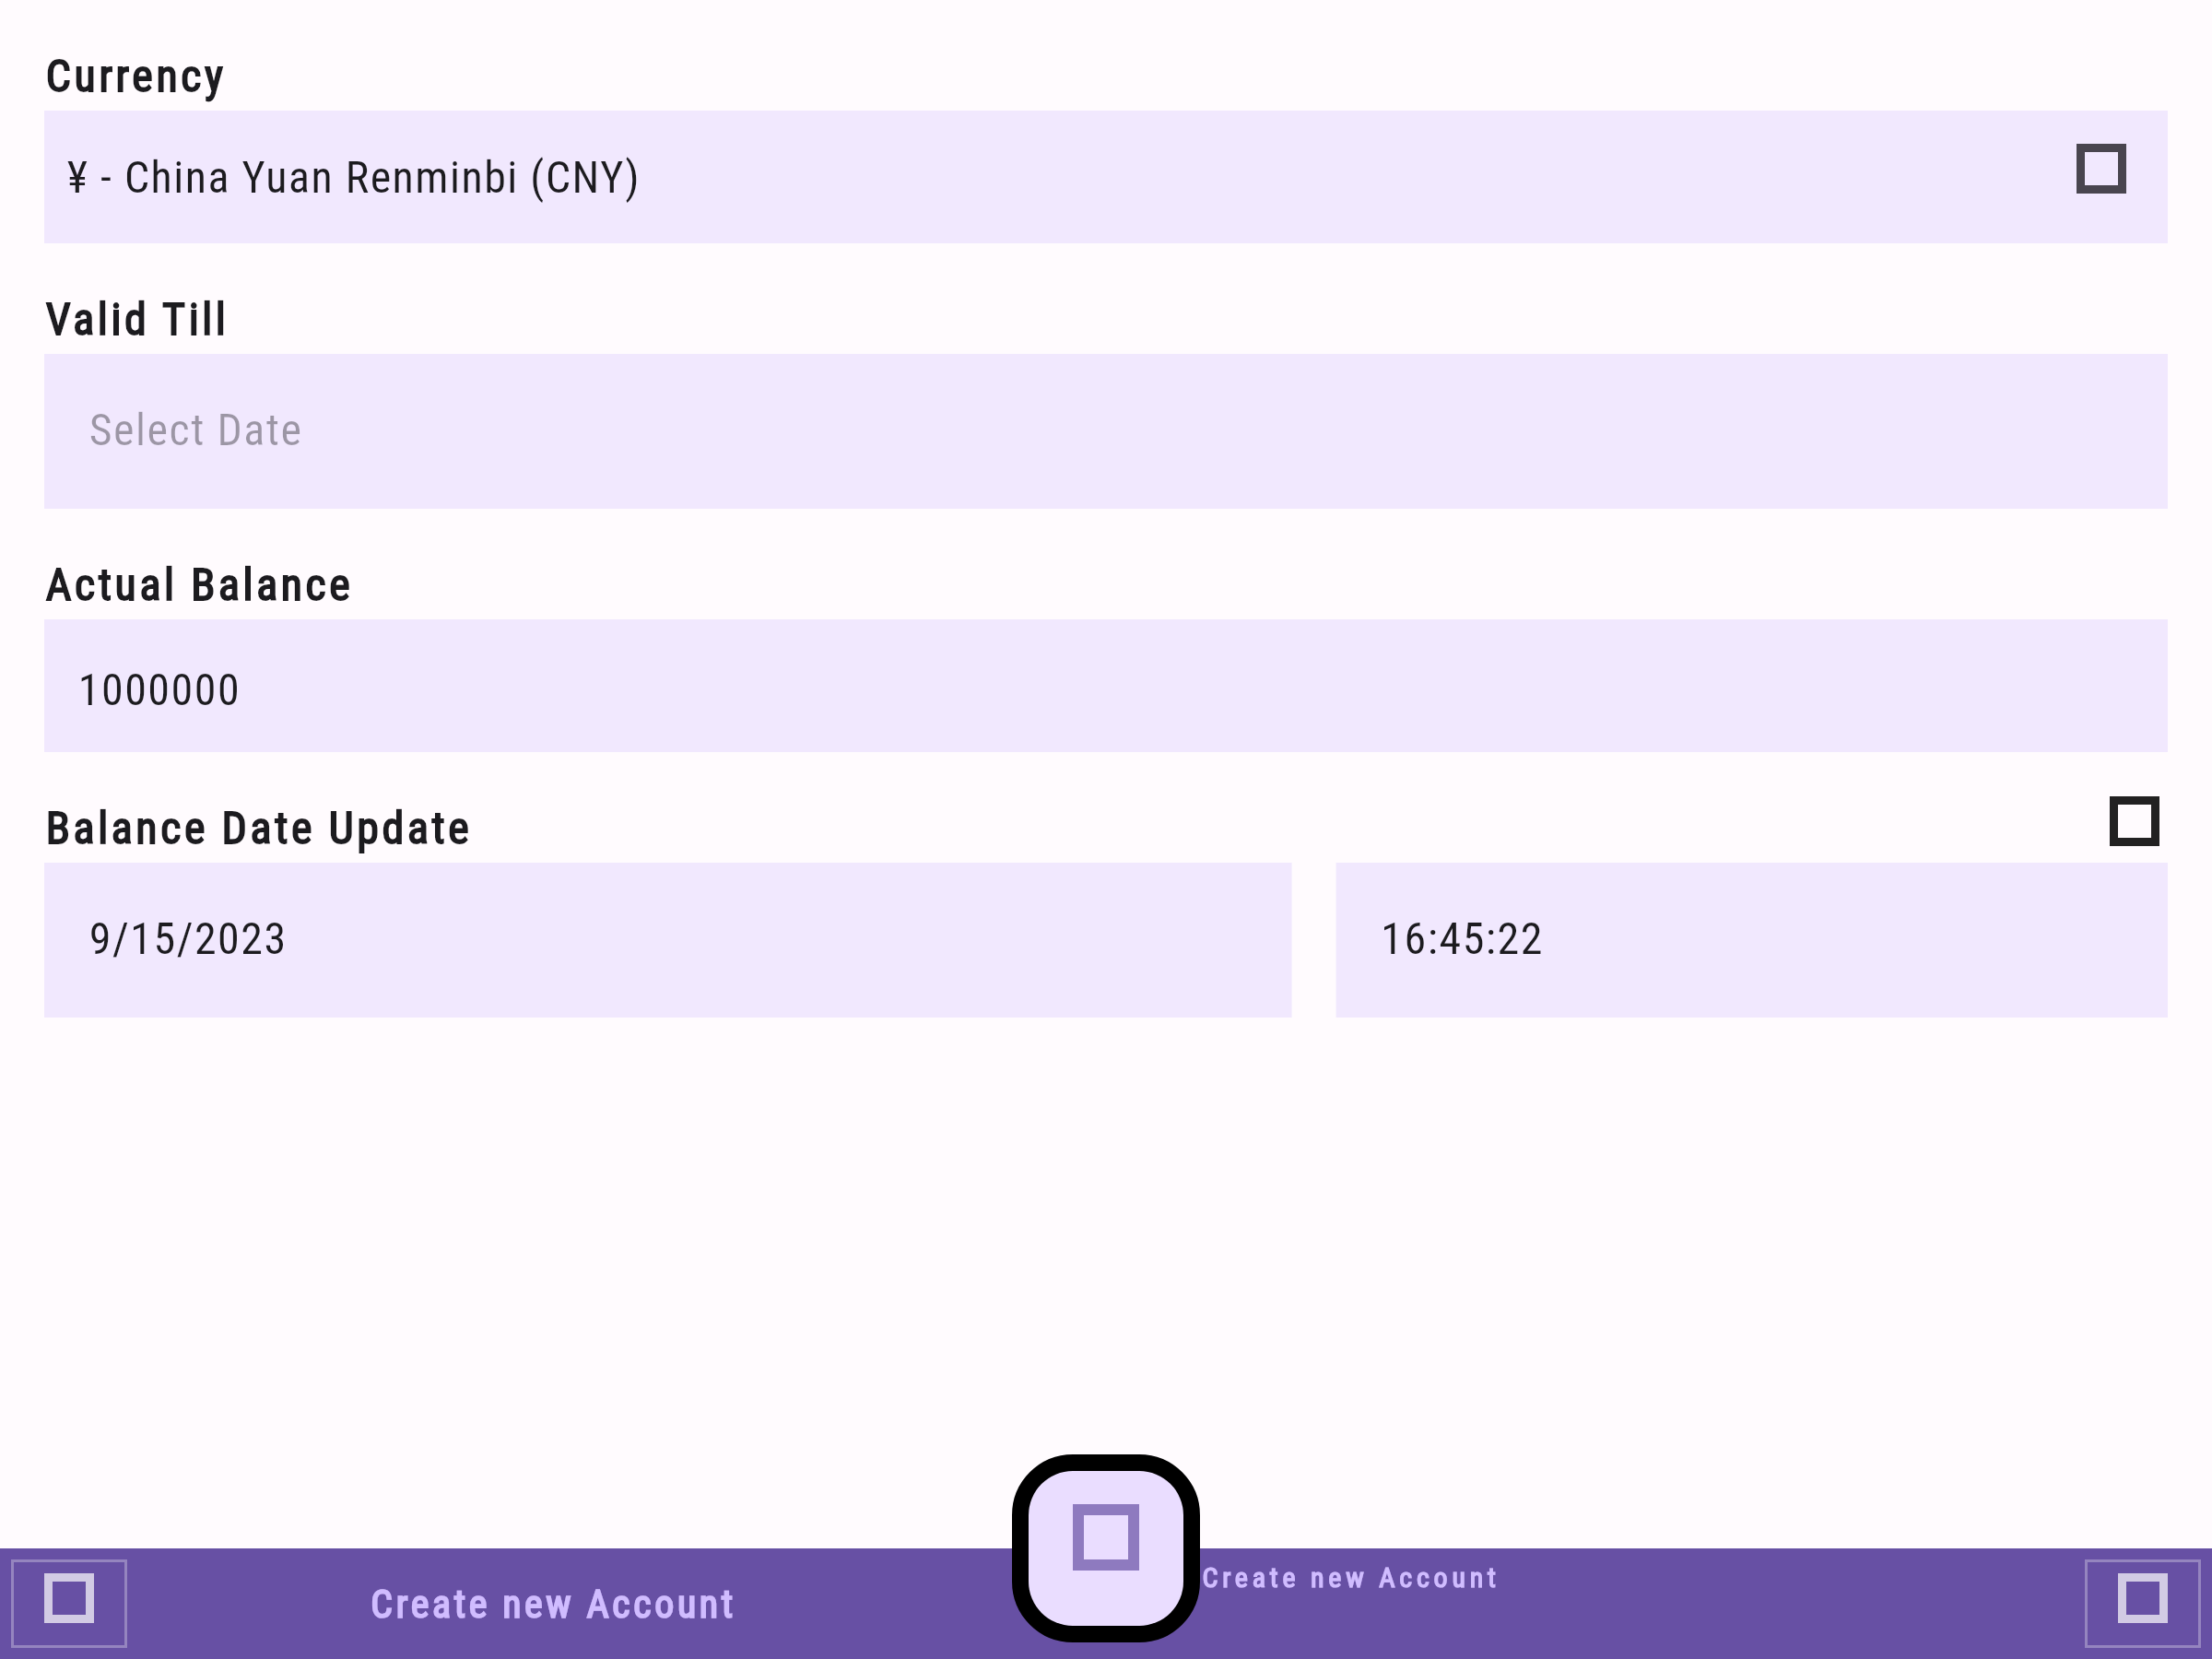 Currency
¥ - China Yuan Renminbi (CNY)
Valid Till
Select Date
Actual Balance
1000000
Balance Date Update
9/15/2023
16:45:22
Create new Account
Create new Account